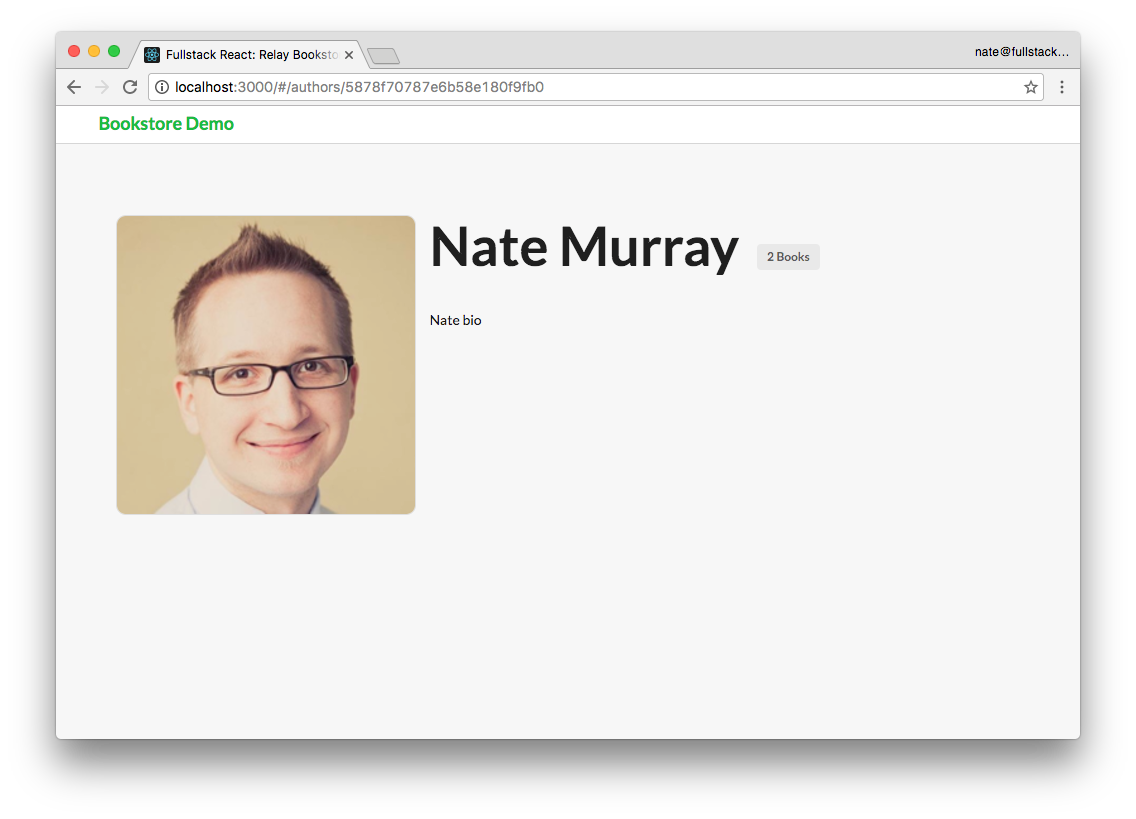 Fullstack React: Relay Booksto
nate@fullstack...
localhost:3000/#/authors/5878f70787e6b58e180f9fb0
Bookstore Demo
Nate Murray
2 Books
Nate bio